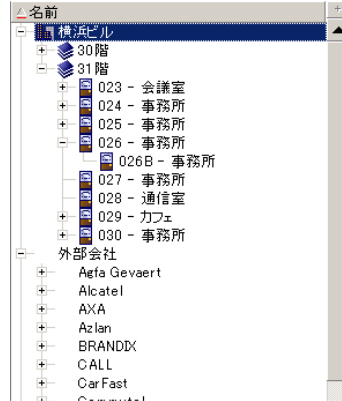 名前
横浜ビル
30階
31階
023 - 会議室
024 - 事務所
025 - 事務所
026 - 事務所
026B - 事務所
027 - 事務所
028 - 通信室
029 - カフェ
030 - 事務所
外部会社
Agfa Gevaert
Alcatel
AXA
Azlan
BRANDIX
CALL
CarFast